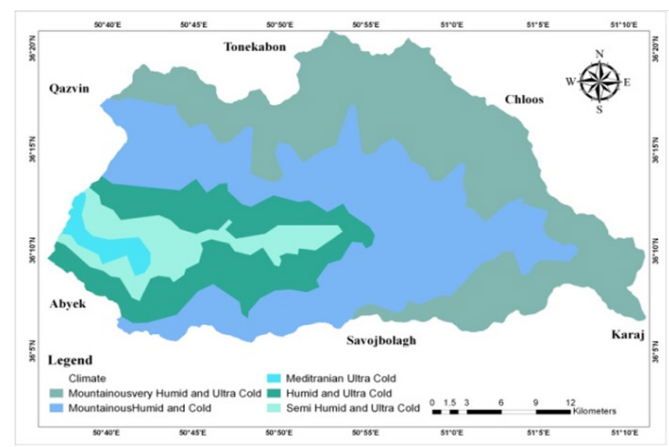 50°40'E 50°45'E 50°50'E 50°55'E 51°0'E 51°5'E 51°10'E
36°20'N 36°20'N
Tonekabon
Qazvin
Chloos
N
W E
S
36°15'N 36°15'N
36°10'N 36°10'N
Abyek
Savojbolagh
Karaj
36°5'N 36°5'N
Legend
Climate
Meditranian Ultra Cold
Mountainousvery Humid and Ultra Cold
Humid and Ultra Cold
MountainousHumid and Cold
Semi Humid and Ultra Cold
0 1.5 3 6 9 12
Kilometers
50°40'E 50°45'E 50°50'E 50°55'E 51°0'E 51°5'E 51°10'E